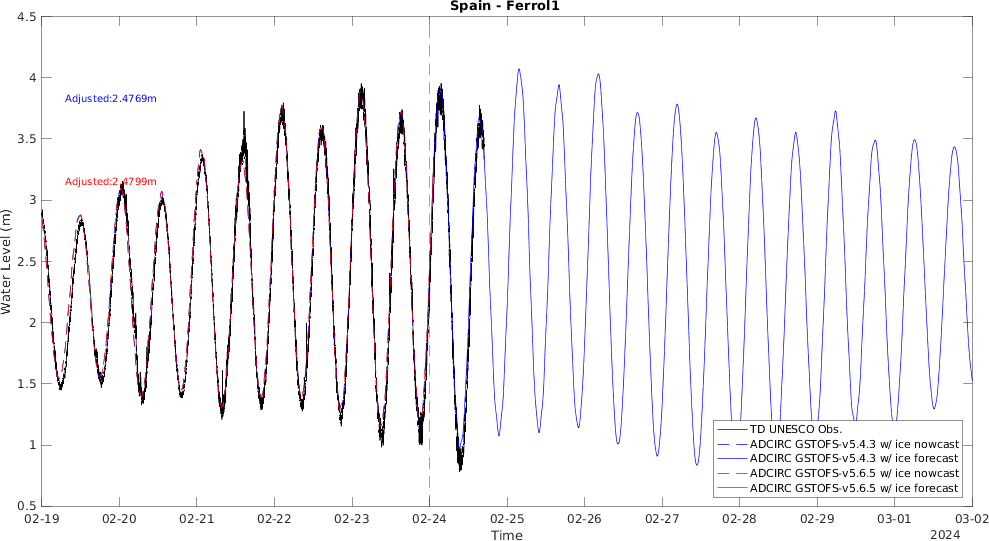 Spain - Ferrol1
4.5
4
3.5
3
2.5
2
1.5
1
0.5
Water Level (m)
Adjusted:2.4769m
Adjusted:2.4799m
TD UNESCO Obs.
ADCIRC GSTOFS-v5.4.3 w/ ice nowcast
ADCIRC GSTOFS-v5.4.3 w/ ice forecast
ADCIRC GSTOFS-v5.6.5 w/ ice nowcast
ADCIRC GSTOFS-v5.6.5 w/ ice forecast
02-19 02-20 02-21 02-22 02-23 02-24 02-25 02-26 02-27 02-28 02-29 03-01 03-02
Time
2024